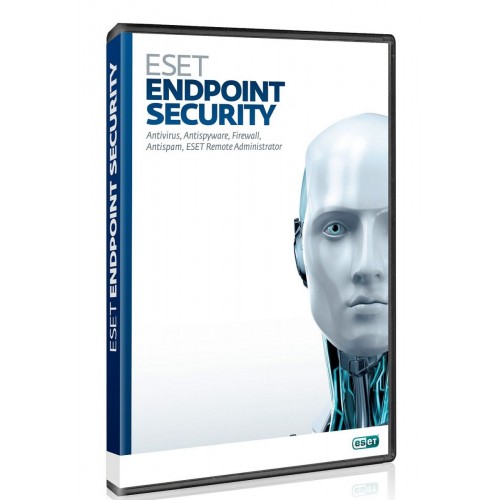 ESET
ENDPOINT
SECURITY
Antivirus, Antispyware, Firewall,
Antispam, ESET Remote Administrator
ESET ENDPOINT SECURITY
eseT